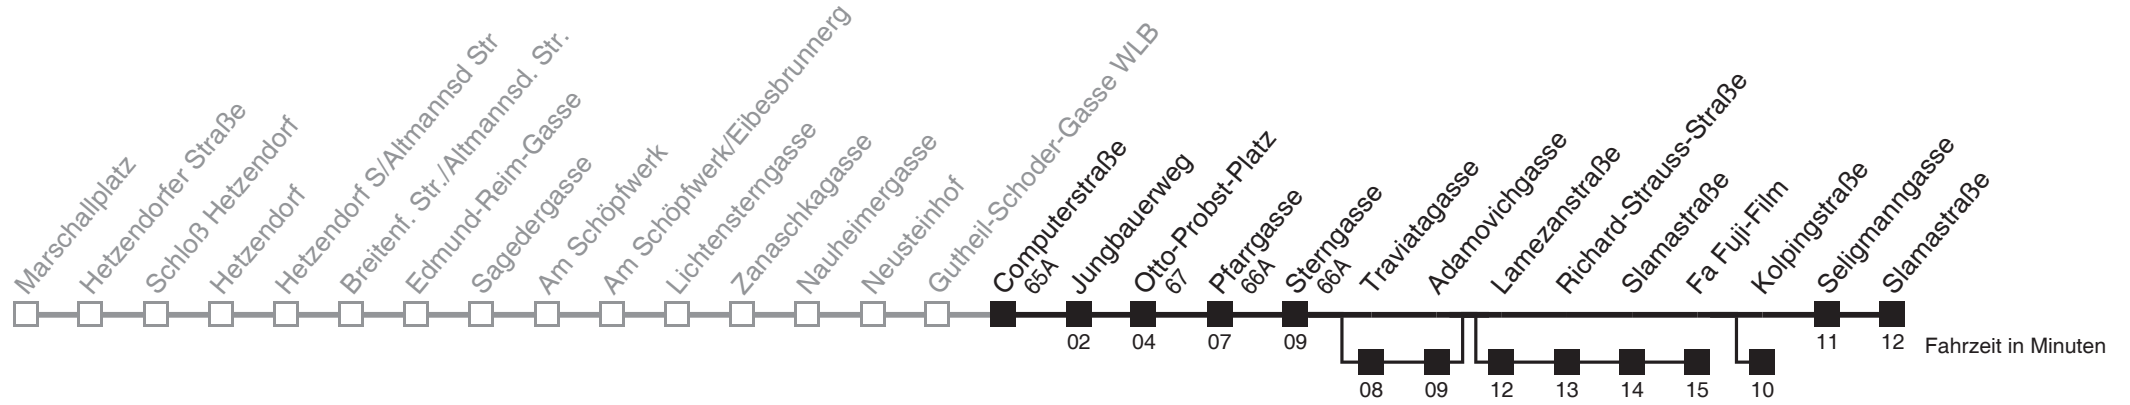 Marschallplatz
Hetzendorfer Straße
Schloß Hetzendorf
Hetzendorf
Hetzendorf S/Altmannsd Str
Breitenf. Str./Altmannsd. Str.
Edmund-Reim-Gasse
Sagedergasse
Am Schöpfwerk
Am Schöpfwerk/Eibesbrunnerg
Lichtensterngasse
Zanaschkagasse
Nauheimergasse
Neusteinhof
Gutheil-Schoder-Gasse WLB
Computerstraße
65A
Jungbauerweg
Otto-Probst-Platz
67
Pfarrgasse
66A
Sterngasse
66A
Traviatagasse
Adamovichgasse
Lamezanstraße
Richard-Strauss-Straße
Slamastraße
Fa Fuji-Film
Kolpingstraße
Seligmanngasse
Slamastraße
02 04 07 09 11 12 Fahrzeit in Minuten
08 09 12 13 14 15 10